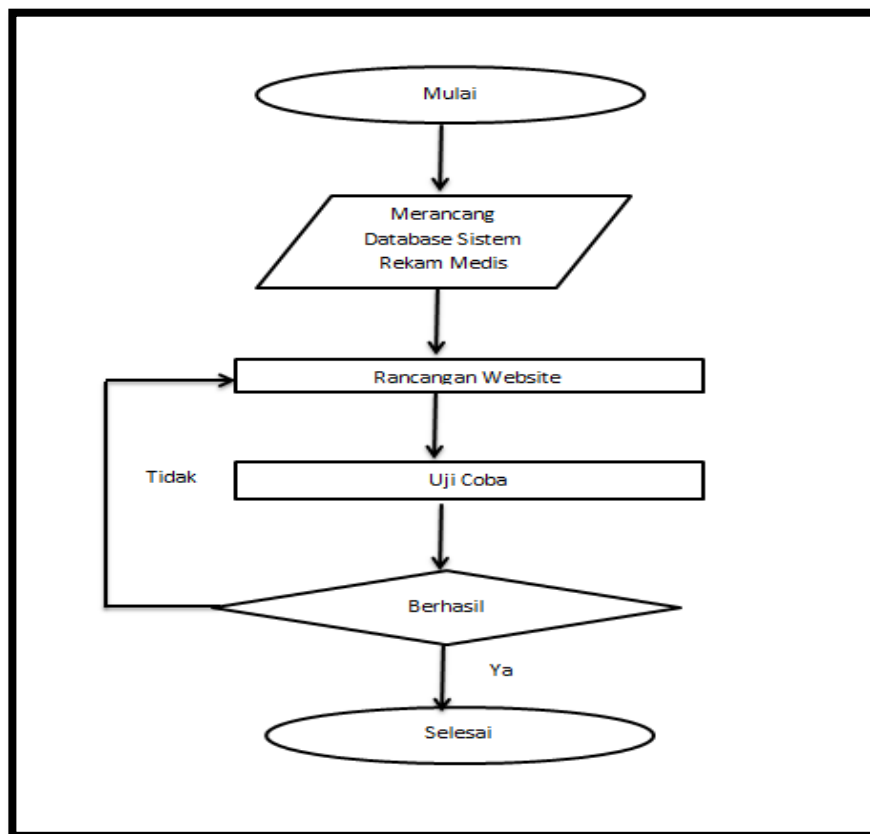 Mulai
Merancang
Database Sistem
Rekam Medis
Rancangan Website
Tidak
Uji Coba
Berhasil
Ya
Selesai